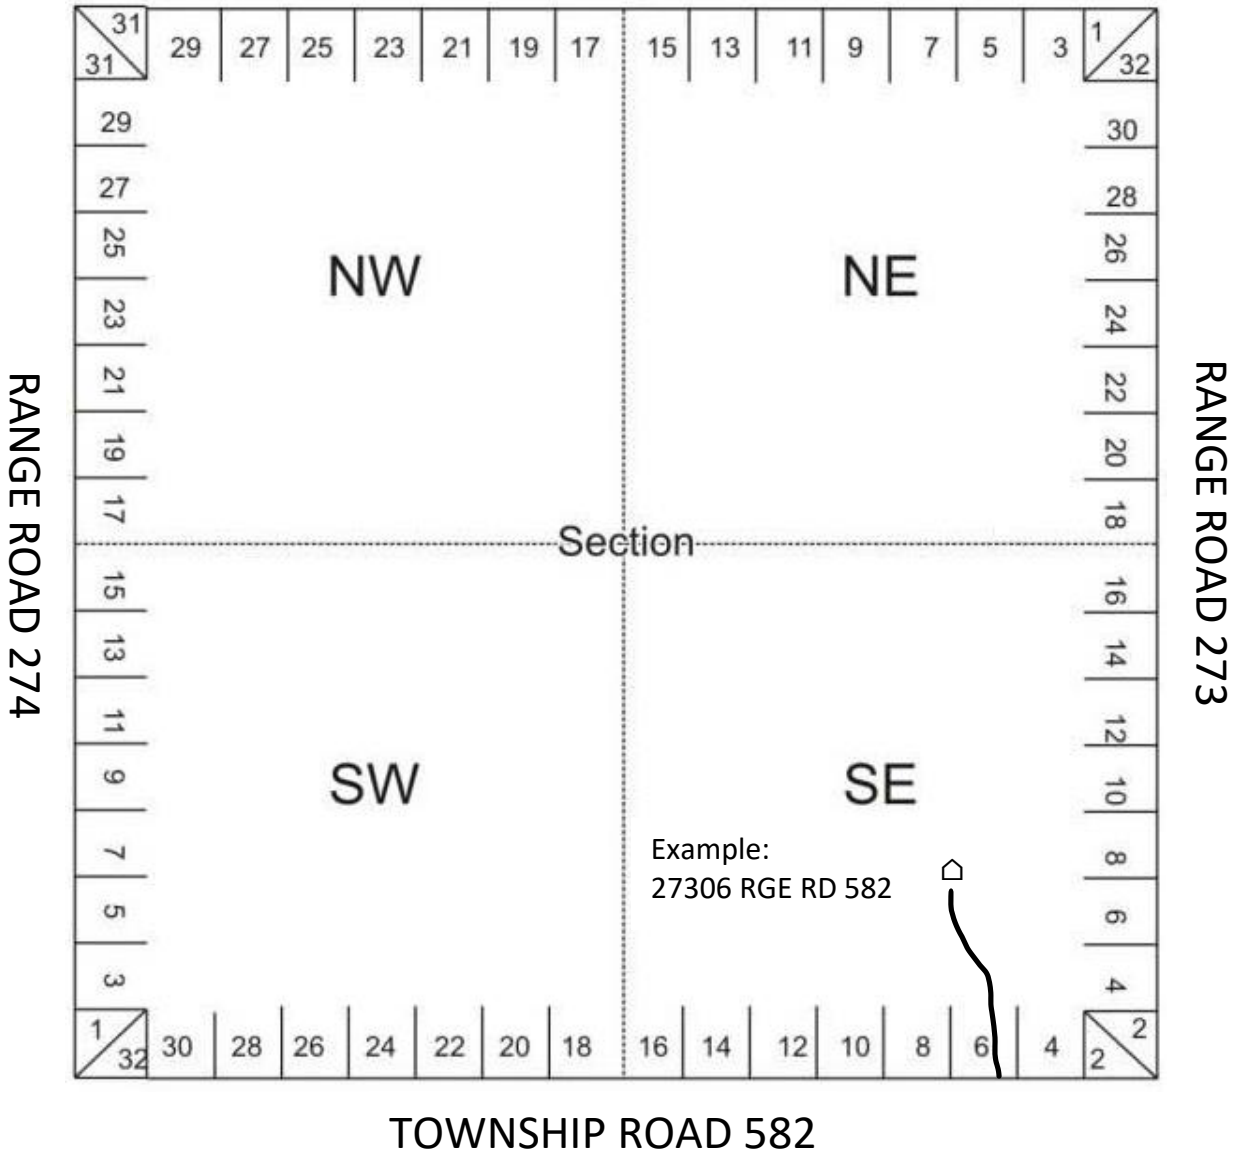 31 29 27 25 23 21 19 17 15 13 11 9 7 5 3 1
31 32
29 30
27 28
25 26
NW NE
23 24
21 22
19 20
17 18
Section
RANGE ROAD 274
RANGE ROAD 273
15 16
13 14
11 12
9 10
SW SE
Example:
27306 RGE RD 582
7 8
5 6
3 4
1 2
32 30 28 26 24 22 20 18 16 14 12 10 8 6 4 2
TOWNSHIP ROAD 582